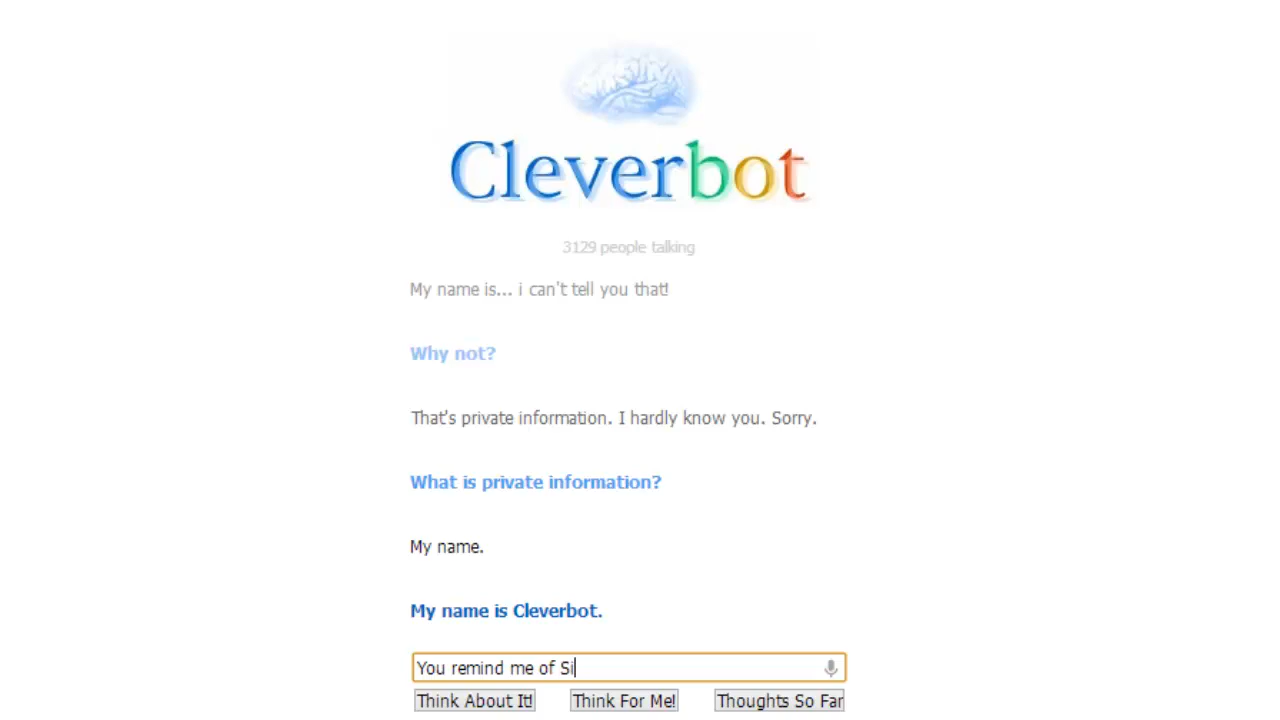 Cleverbot
3129 people talking
My name is... i can't tell you that!
Why not?
That's private information. I hardly know you. Sorry.
What is private information?
My name.
My name is Cleverbot.
You remind me of Si
Think About It! Think For Me! Thoughts So Far